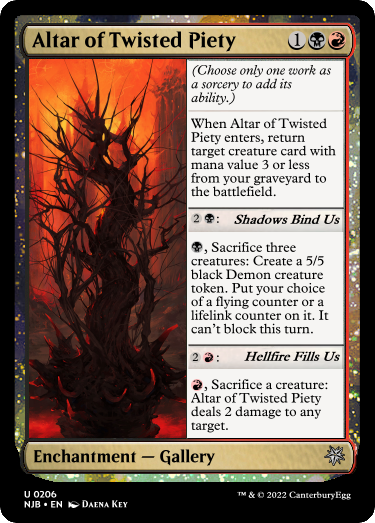 Altar of Twisted Piety 1
(Choose only one work as
a sorcery to add its
ability.)
When Altar of Twisted
Piety enters, return
target creature card with
mana value 3 or less
from your graveyard to
the battlefield.
2 : Shadows Bind Us
, Sacrifice three
creatures: Create a 5/5
black Demon creature
token. Put your choice
of a flying counter or a
lifelink counter on it. It
can't block this turn.
2 : Hellfire Fills Us
, Sacrifice a creature:
Altar of Twisted Piety
deals 2 damage to any
target.
Enchantment — Gallery
U 0206
NJB • EN Daena Key
™ & © 2022 CanterburyEgg